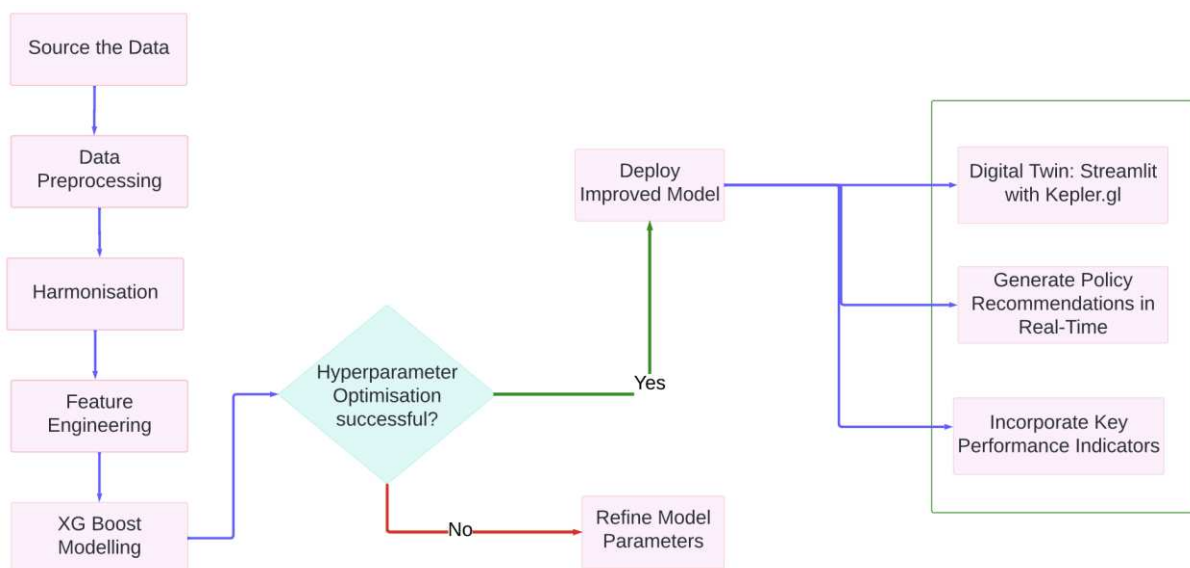 Source the Data
Data
Preprocessing
Harmonisation
Feature
Engineering
XG Boost
Modelling
Hyperparameter
Optimisation
successful?
Yes
No
Deploy
Improved Model
Refine Model
Parameters
Digital Twin: Streamlit
with Kepler.gl
Generate Policy
Recommendations in
Real-Time
Incorporate Key
Performance Indicators